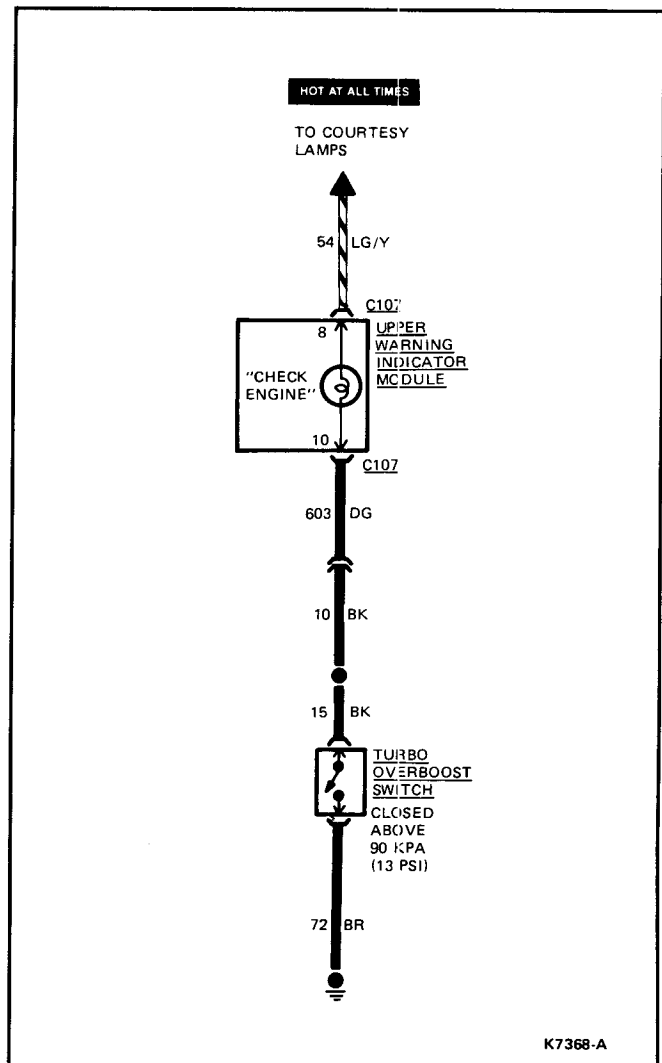 HOT AT ALL TIMES
TO COURTESY
LAMPS
54 LG/Y
C107
8
UPPER
WARNING
INDICATOR
MODULE
"CHECK
ENGINE"
10
C107
603 DG
10 BK
15 BK
TURBO
OVERBOOST
SWITCH
CLOSED
ABOVE
90 KPA
(13 PSI)
72 BR
K7368-A